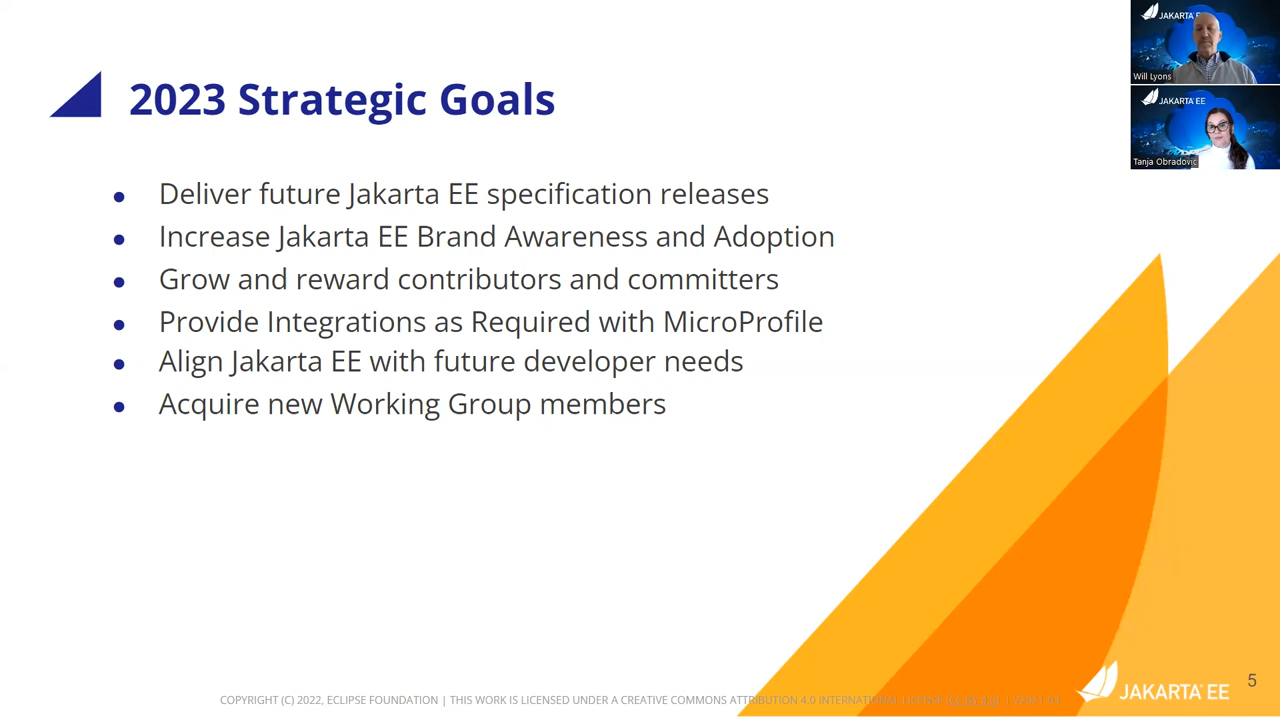 JAKARTA EE
Will Lyons
JAKARTA EE
Tanja Obradovic
2023 Strategic Goals
● Deliver future Jakarta EE specification releases
● Increase Jakarta EE Brand Awareness and Adoption
● Grow and reward contributors and committers
● Provide Integrations as Required with MicroProfile
● Align Jakarta EE with future developer needs
● Acquire new Working Group members
COPYRIGHT (C) 2022, ECLIPSE FOUNDATION | THIS WORK IS LICENSED UNDER A CREATIVE COMMONS ATTRIBUTION 4.0 INTERNATIONAL LICENSE
JAKARTA® EE
5